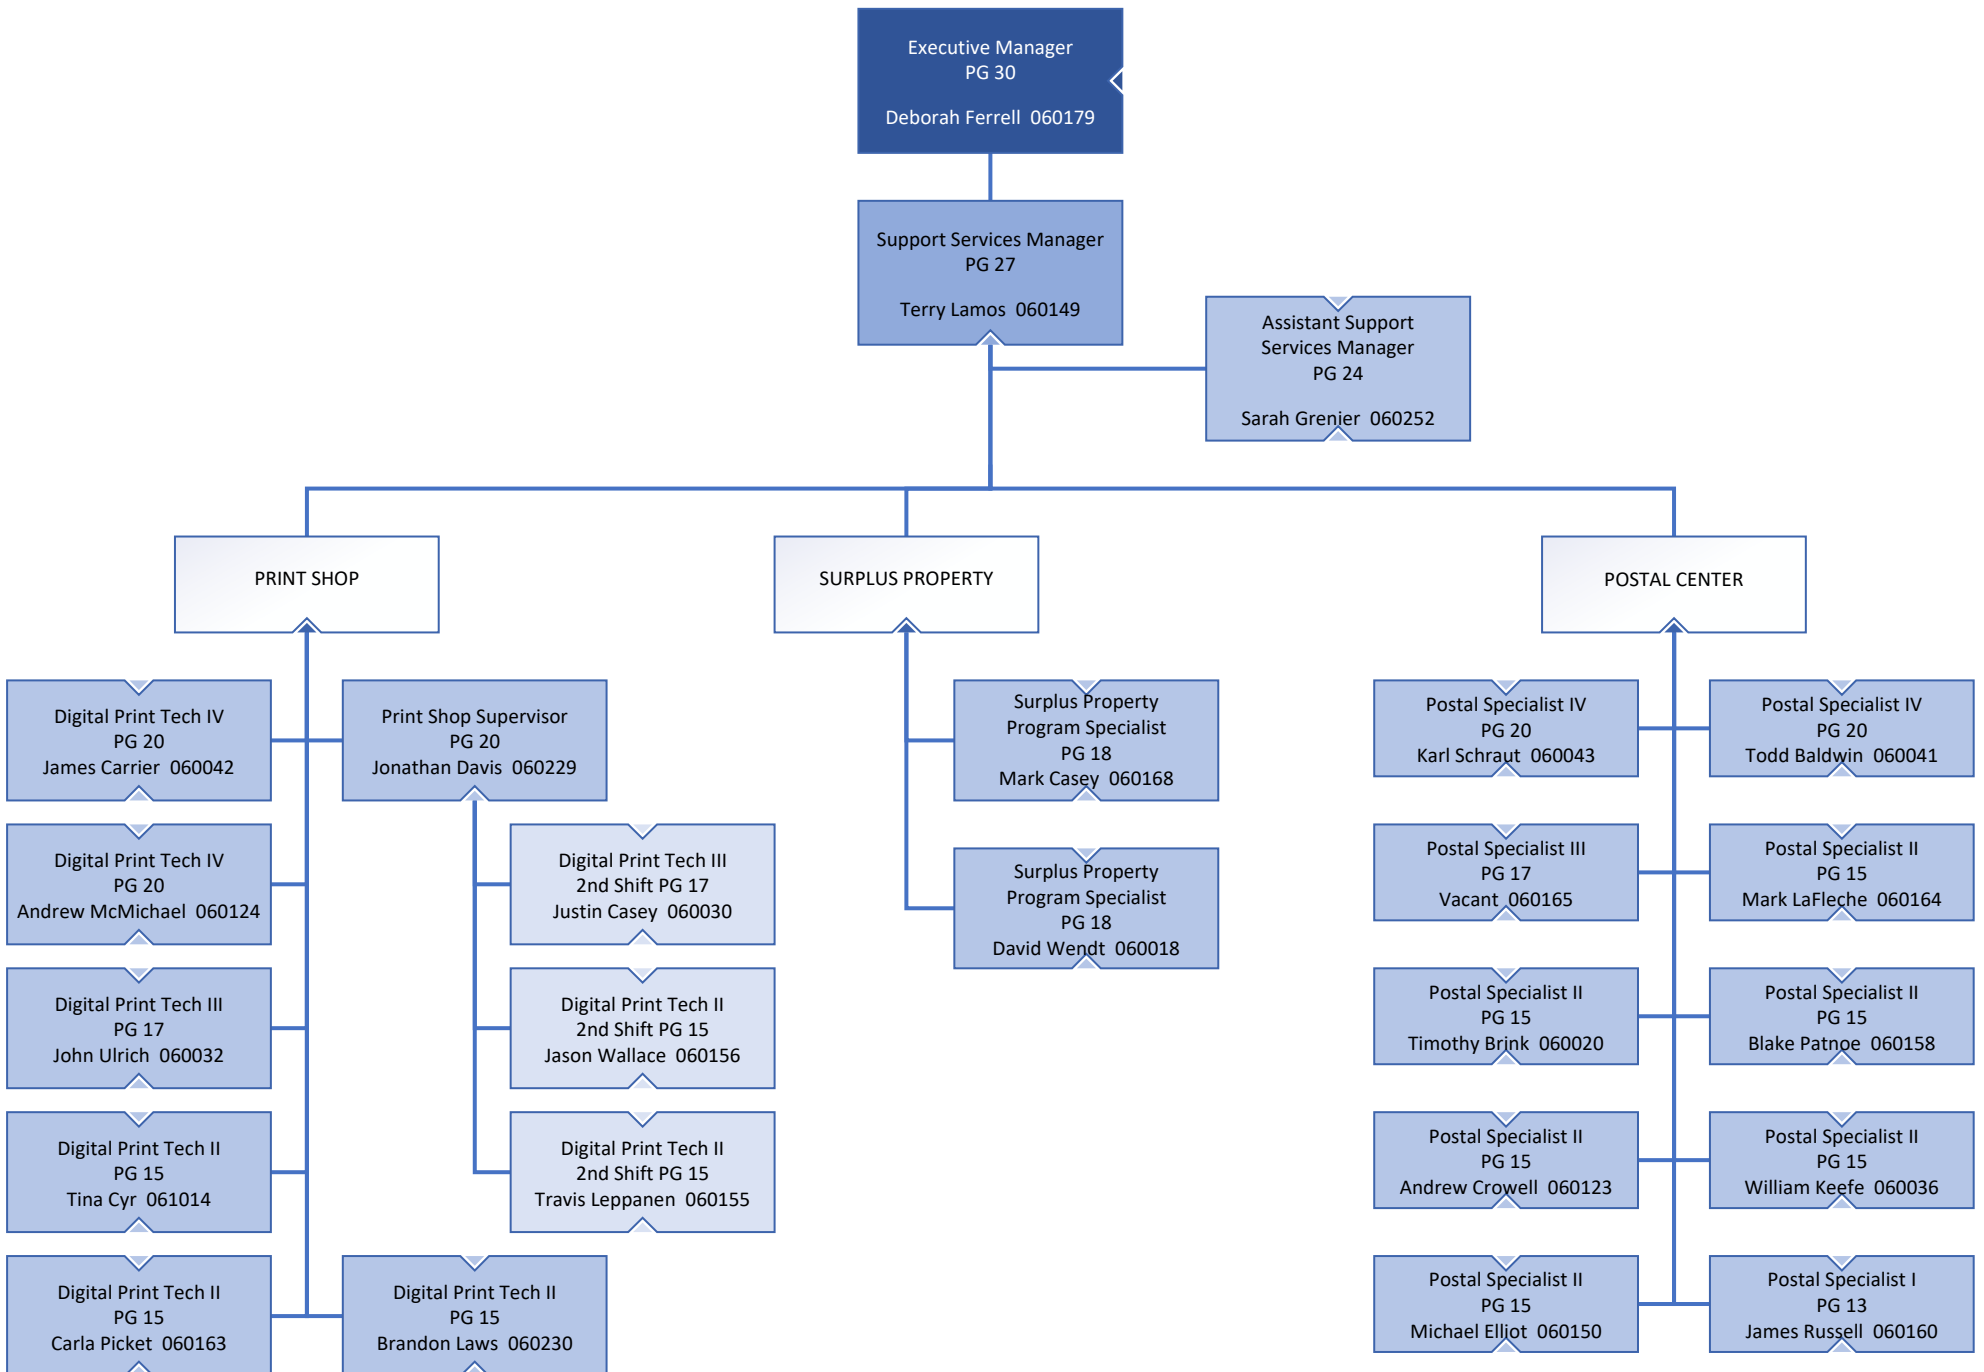 Executive Manager
PG 30
Deborah Ferrell  060179
Support Services Manager
PG 27
Terry Lamos  060149
Assistant Support
Services Manager
PG 24
Sarah Grenier  060252
PRINT SHOP
SURPLUS PROPERTY
POSTAL CENTER
Digital Print Tech IV
PG 20
James Carrier  060042
Print Shop Supervisor
PG 20
Jonathan Davis  060229
Digital Print Tech IV
PG 20
Andrew McMichael  060124
Digital Print Tech III
2nd Shift PG 17
Justin Casey  060030
Digital Print Tech III
PG 17
John Ulrich  060032
Digital Print Tech II
2nd Shift PG 15
Jason Wallace  060156
Digital Print Tech II
PG 15
Tina Cyr  061014
Digital Print Tech II
2nd Shift PG 15
Travis Leppanen  060155
Digital Print Tech II
PG 15
Carla Picket  060163
Digital Print Tech II
PG 15
Brandon Laws  060230
Surplus Property
Program Specialist
PG 18
Mark Casey  060168
Surplus Property
Program Specialist
PG 18
David Wendt  060018
Postal Specialist IV
PG 20
Karl Schraut  060043
Postal Specialist IV
PG 20
Todd Baldwin  060041
Postal Specialist III
PG 17
Vacant  060165
Postal Specialist II
PG 15
Mark LaFleche  060164
Postal Specialist II
PG 15
Timothy Brink  060020
Postal Specialist II
PG 15
Blake Patnoe  060158
Postal Specialist II
PG 15
Andrew Crowell  060123
Postal Specialist II
PG 15
William Keefe  060036
Postal Specialist II
PG 15
Michael Elliot  060150
Postal Specialist I
PG 13
James Russell  060160